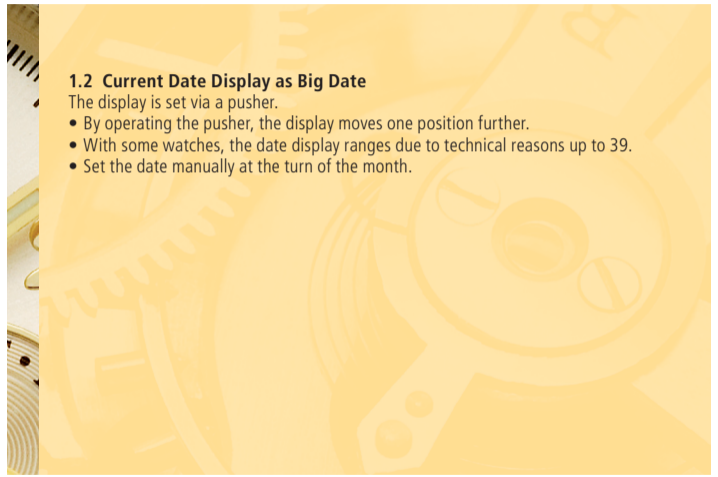 1.2 Current Date Display as Big Date
The display is set via a pusher.
• By operating the pusher, the display moves one position further.
• With some watches, the date display ranges due to technical reasons up to 39.
• Set the date manually at the turn of the month.